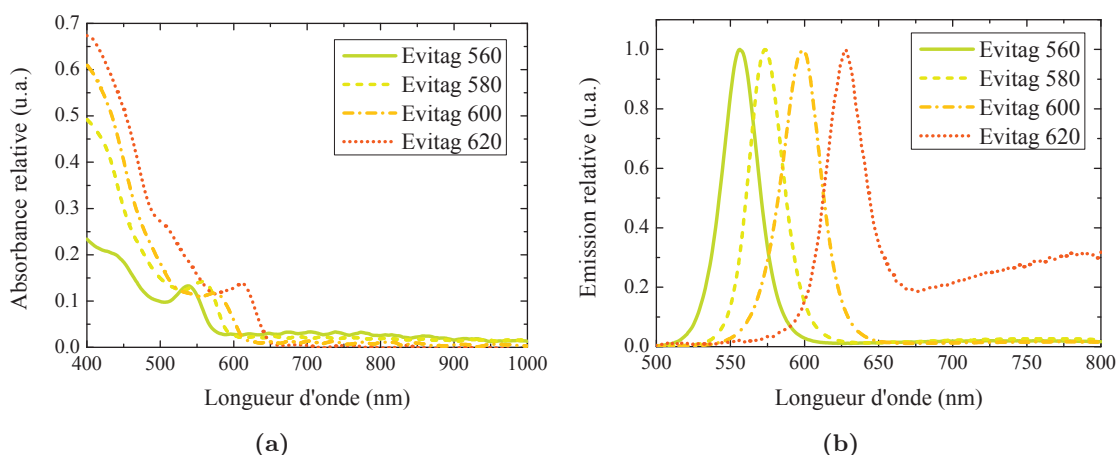 0.7
0.6
0.5
0.4
0.3
0.2
0.1
0.0
400 500 600 700 800 900 1000
Absorbance relative (u.a.)
Longueur d'onde (nm)
Evitag 560
Evitag 580
Evitag 600
Evitag 620
(a)
1.0
0.8
0.6
0.4
0.2
0.0
500 550 600 650 700 750 800
Emission relative (u.a.)
Longueur d'onde (nm)
Evitag 560
Evitag 580
Evitag 600
Evitag 620
(b)